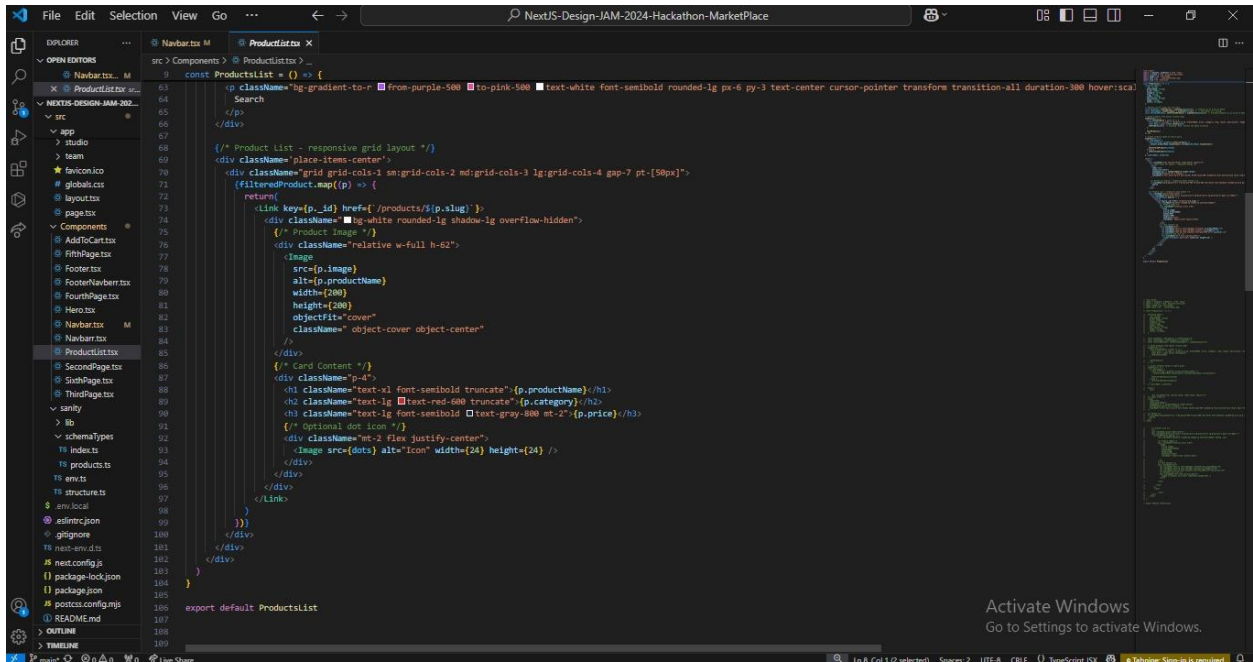 File Edit Selection View Go ··· ← → NextJS-Design-JAM-2024-Hackathon-MarketPlace
EXPLORER ···
OPEN EDITORS
Navbar.tsx... M
ProductList.tsx sr...
NEXTJS-DESIGN-JAM-202...
src
app
studio
team
favicon.ico
globals.css
layout.tsx
page.tsx
Components
AddToCart.tsx
FifthPage.tsx
Footer.tsx
FooterNavberr.tsx
FourthPage.tsx
Hero.tsx
Navbar.tsx M
Navbarr.tsx
ProductList.tsx
SecondPage.tsx
SixthPage.tsx
ThirdPage.tsx
sanity
lib
schemaTypes
TS index.ts
TS products.ts
TS env.ts
TS structure.ts
.env.local
.eslintrc.json
.gitignore
TS next-env.d.ts
JS next.config.js
{} package-lock.json
{} package.json
JS postcss.config.mjs
README.md
OUTLINE
TIMELINE
Navbar.tsx M ProductList.tsx
src > Components > ProductList.tsx > ...
9 const ProductsList = () => {
63 <p className="bg-gradient-to-r from-purple-500 to-pink-500 text-white font-semibold rounded-lg px-6 py-3 text-center cursor-pointer transform transition-all duration-300 hover:scal
64 Search
65 </p>
66 </div>
67
68 {/* Product List - responsive grid layout */}
69 <div className='place-items-center'>
70 <div className="grid grid-cols-1 sm:grid-cols-2 md:grid-cols-3 lg:grid-cols-4 gap-7 pt-[50px]">
71 {filteredProduct.map((p) => {
72 return(
73 <Link key={p._id} href={`/products/${p.slug}`}>
74 <div className="bg-white rounded-lg shadow-lg overflow-hidden">
75 {/* Product Image */}
76 <div className="relative w-full h-62">
77 <Image
78 src={p.image}
79 alt={p.productName}
80 width={200}
81 height={200}
82 objectFit="cover"
83 className=" object-cover object-center"
84 />
85 </div>
86 {/* Card Content */}
87 <div className="p-4">
88 <h1 className="text-xl font-semibold truncate">{p.productName}</h1>
89 <h2 className="text-lg text-red-600 truncate">{p.category}</h2>
90 <h3 className="text-lg font-semibold text-gray-800 mt-2">{p.price}</h3>
91 {/* Optional dot icon */}
92 <div className="mt-2 flex justify-center">
93 <Image src={dots} alt="Icon" width={24} height={24} />
94 </div>
95 </div>
96 </div>
97 </Link>
98 )
99 })}
100 </div>
101 </div>
102 </div>
103 )
104 }
105
106 export default ProductsList
107
108
109
Activate Windows
Go to Settings to activate Windows.
main* 0 0 0 Live Share Ln 8, Col 1 (2 selected) Spaces: 2 UTF-8 CRLF {} TypeScript JSX Tabnine: Sign-in is required